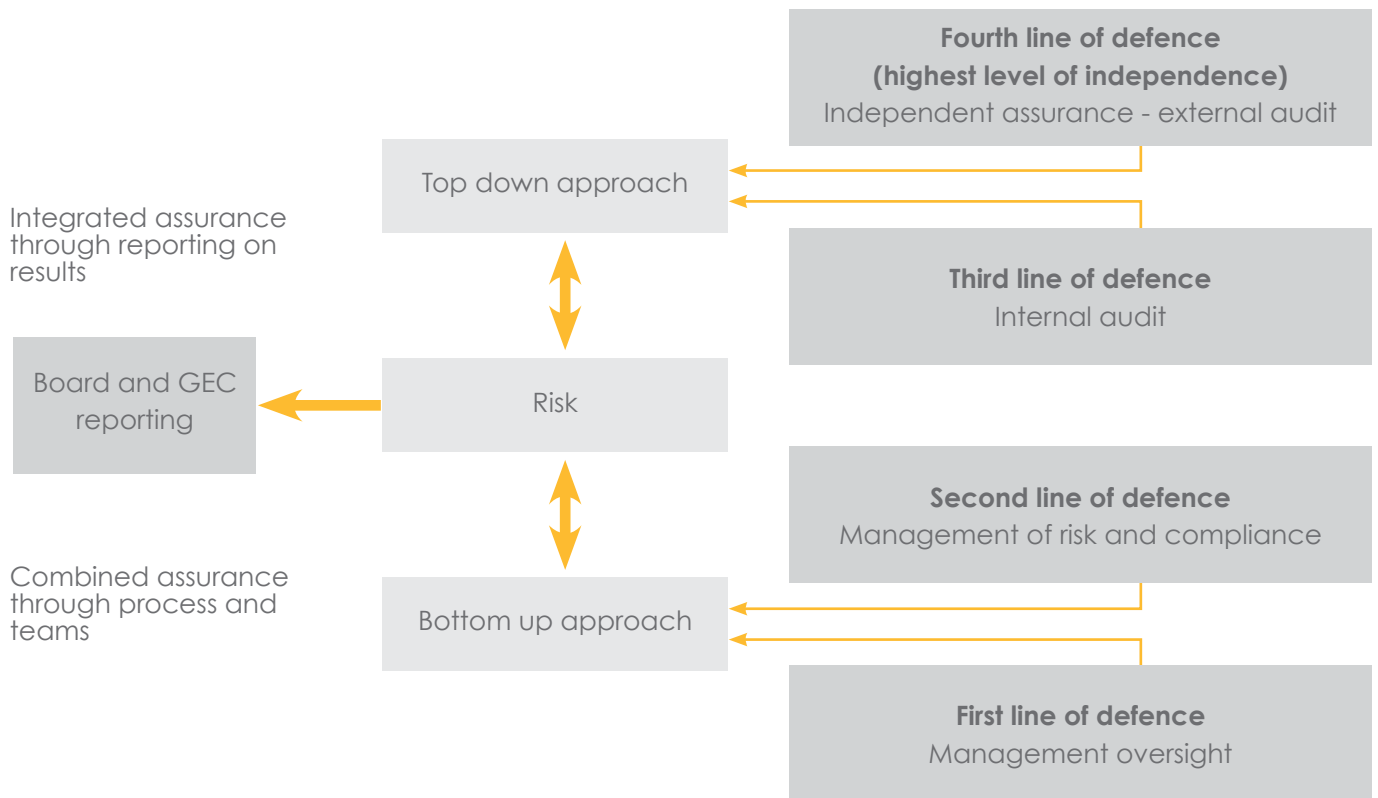 Fourth line of defence
(highest level of independence)
Independent assurance - external audit
Top down approach
Integrated assurance
through reporting on
results
Third line of defence
Internal audit
Board and GEC
reporting
Risk
Second line of defence
Management of risk and compliance
Combined assurance
through process and
teams
Bottom up approach
First line of defence
Management oversight